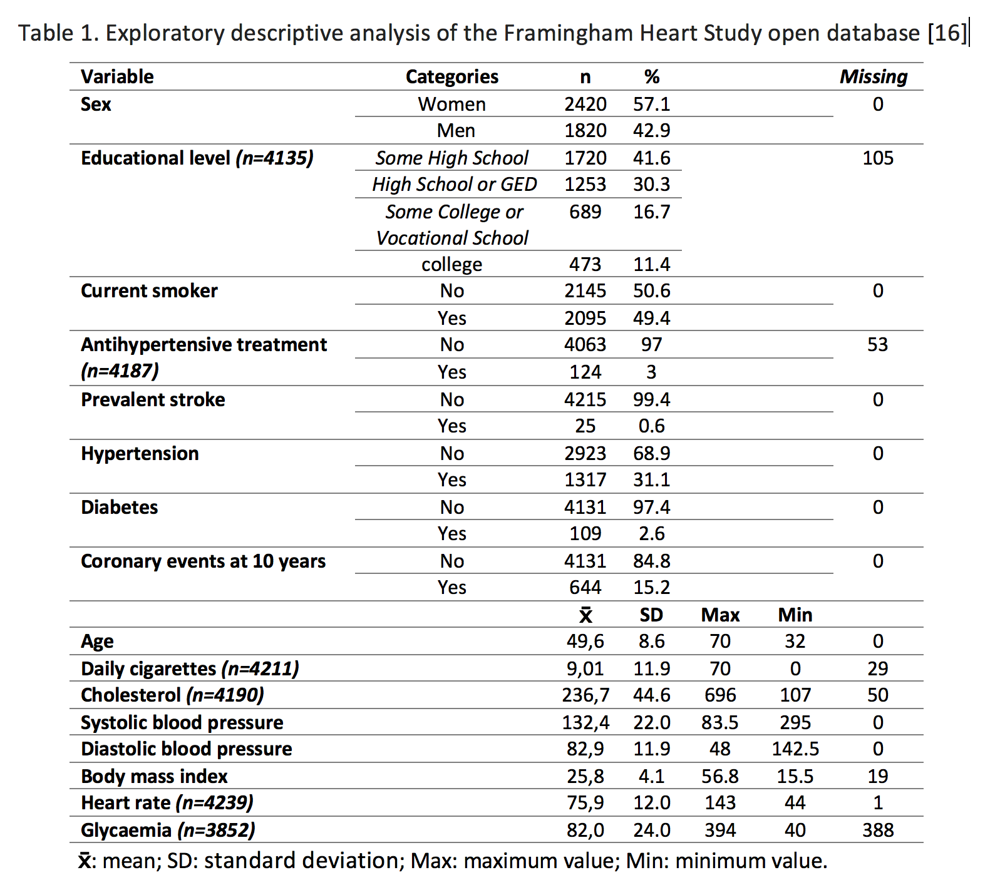 Table 1. Exploratory descriptive analysis of the Framingham Heart Study open database [16]
Variable Categories n % Missing
Sex Women 2420 57.1 0
Men 1820 42.9
Educational level (n=4135) Some High School 1720 41.6 105
High School or GED 1253 30.3
Some College or 689 16.7
Vocational School
college 473 11.4
Current smoker No 2145 50.6 0
Yes 2095 49.4
Antihypertensive treatment No 4063 97 53
(n=4187) Yes 124 3
Prevalent stroke No 4215 99.4 0
Yes 25 0.6
Hypertension No 2923 68.9 0
Yes 1317 31.1
Diabetes No 4131 97.4 0
Yes 109 2.6
Coronary events at 10 years No 4131 84.8 0
Yes 644 15.2
x̄ SD Max Min
Age 49,6 8.6 70 32 0
Daily cigarettes (n=4211) 9,01 11.9 70 0 29
Cholesterol (n=4190) 236,7 44.6 696 107 50
Systolic blood pressure 132,4 22.0 83.5 295 0
Diastolic blood pressure 82,9 11.9 48 142.5 0
Body mass index 25,8 4.1 56.8 15.5 19
Heart rate (n=4239) 75,9 12.0 143 44 1
Glycaemia (n=3852) 82,0 24.0 394 40 388
x̄: mean; SD: standard deviation; Max: maximum value; Min: minimum value.